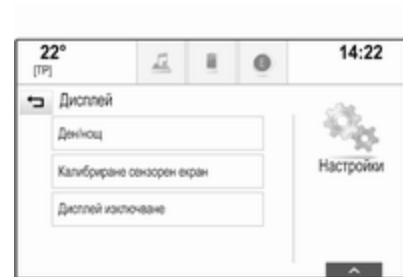 22° 14:22
[TP]
Дисплей
Ден/нощ
Калибриране сензорен екран
Настройки
Дисплей изключване